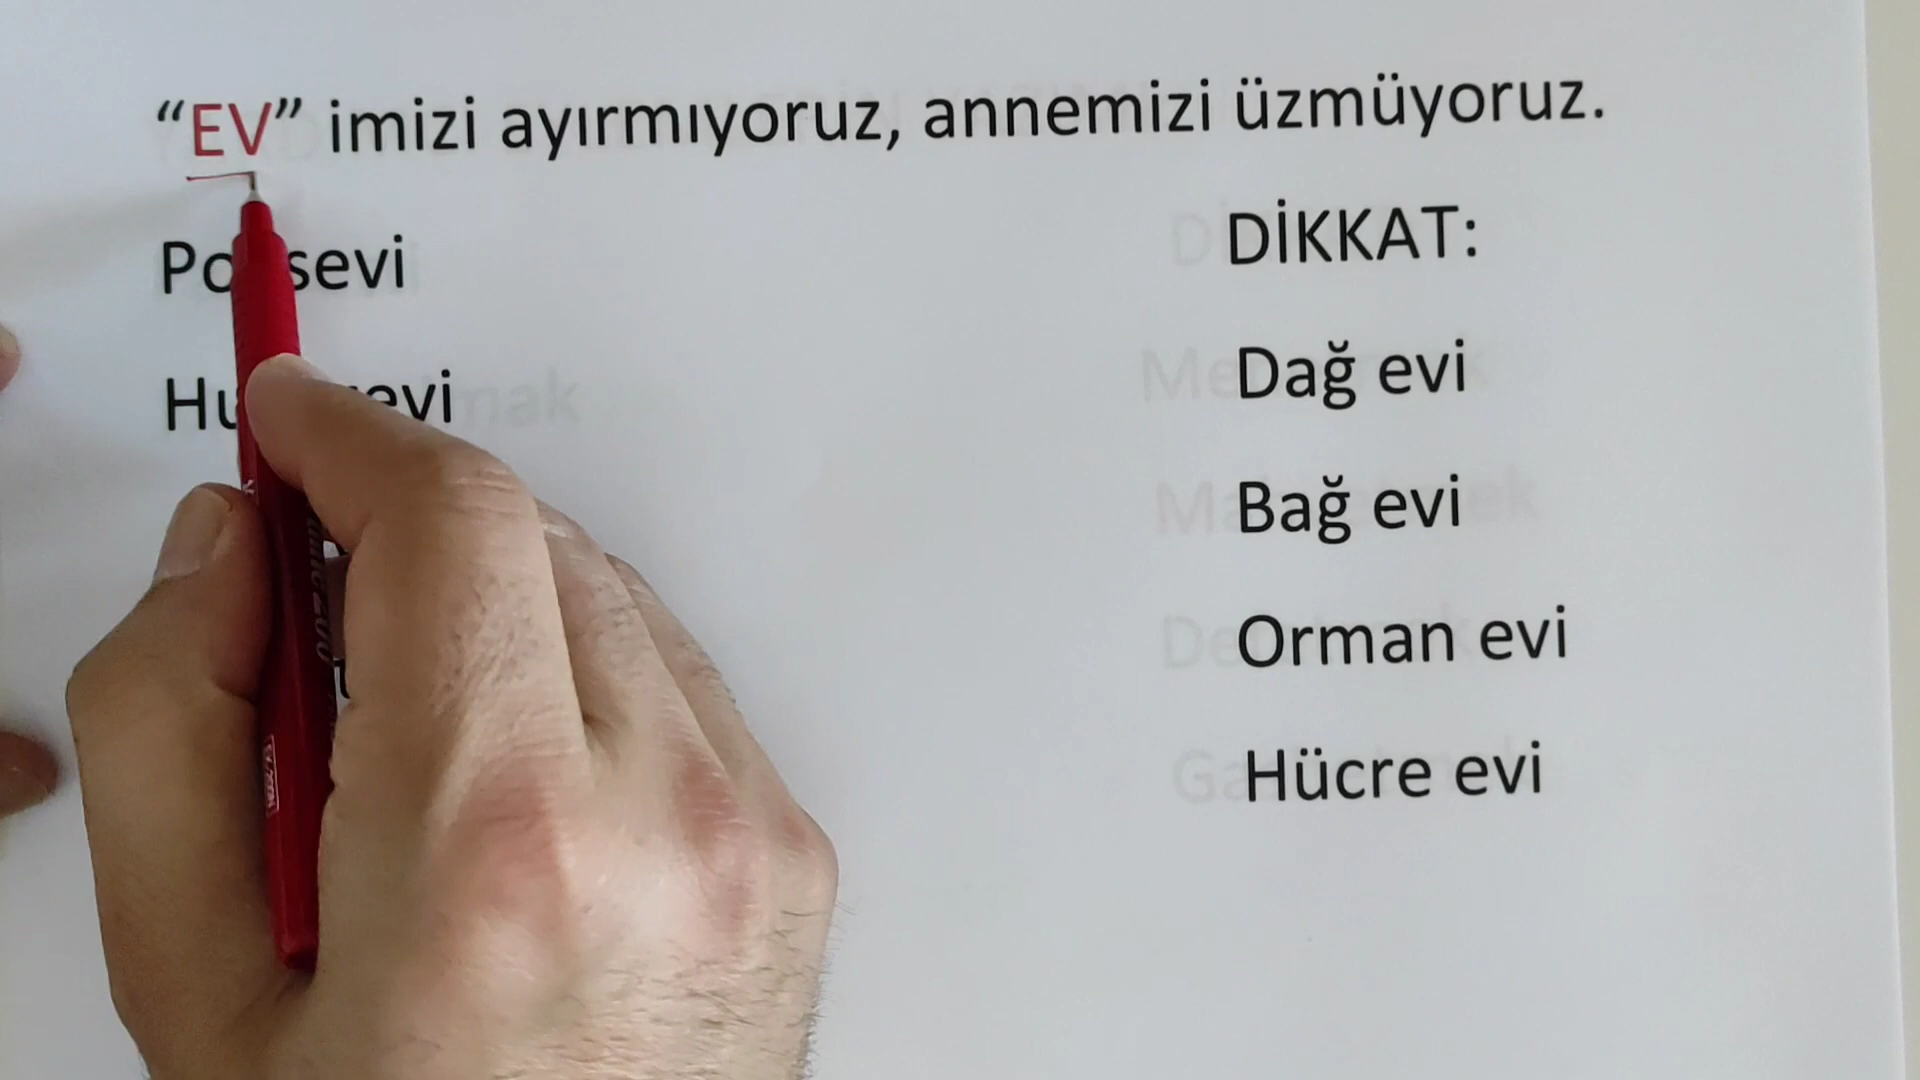 “EV” imizi ayırmıyoruz, annemizi üzmüyoruz.
DİKKAT:
Dağ evi
Bağ evi
Orman evi
Hücre evi